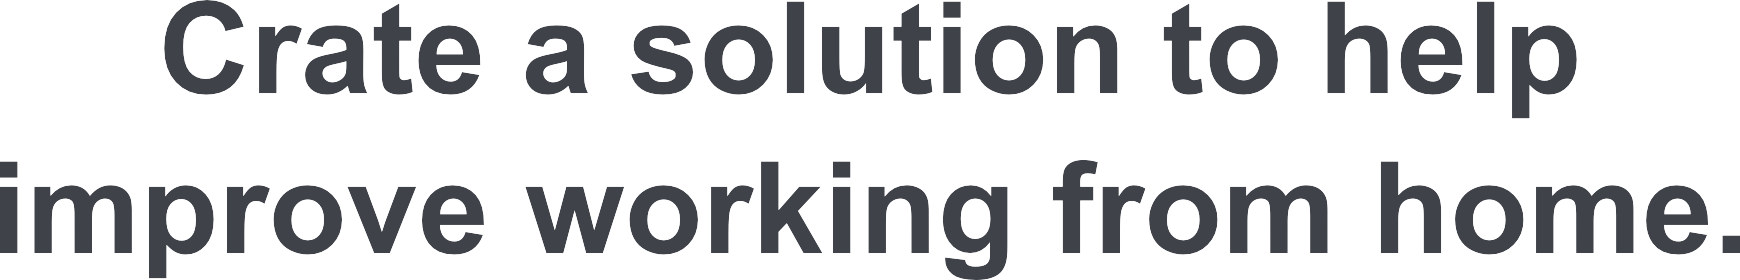 Crate a solution to help
improve working from home.